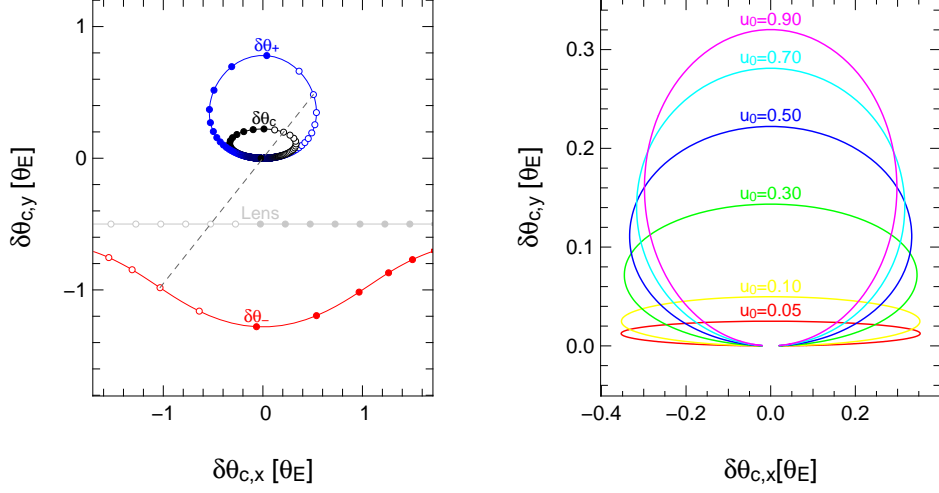 1
0
−1
−1
0
1
δθc,y [θE]
δθc,x [θE]
δθ+
δθc
Lens
δθ−
0.3
0.2
0.1
0.0
−0.4
−0.2
0.0
0.2
δθc,y [θE]
δθc,x[θE]
u0=0.90
u0=0.70
u0=0.50
u0=0.30
u0=0.10
u0=0.05